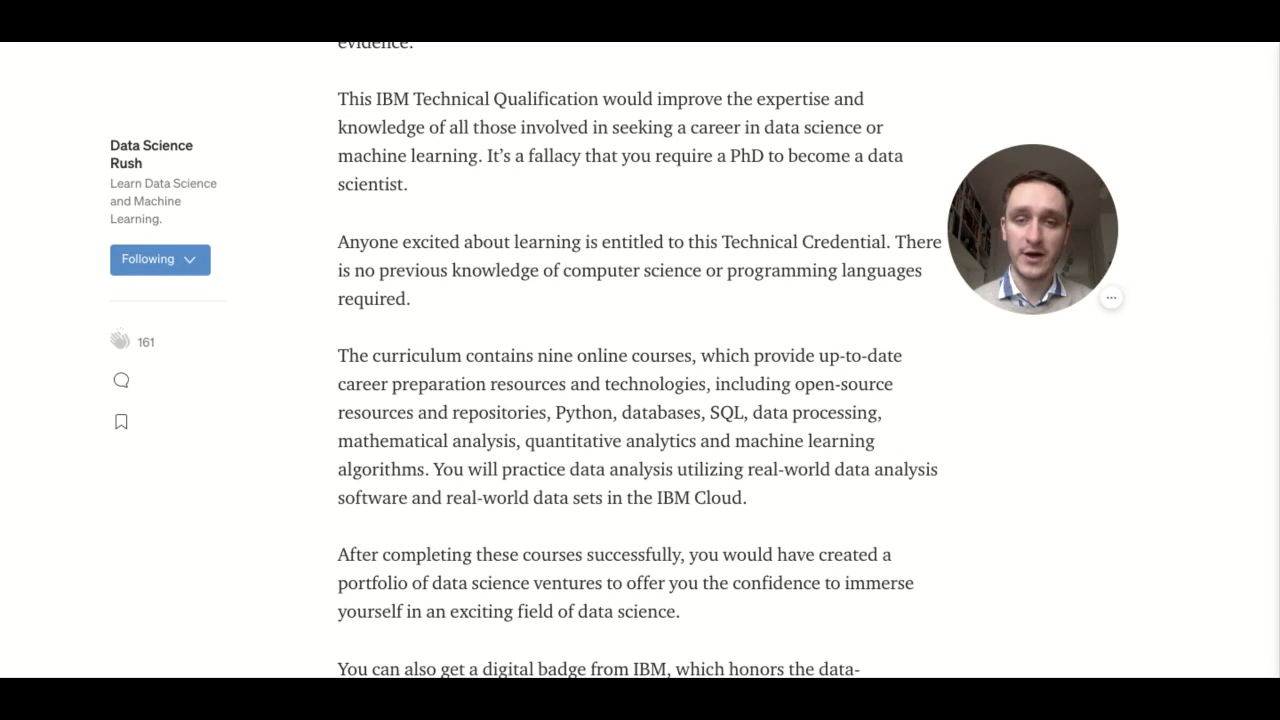 evidence.
This IBM Technical Qualification would improve the expertise and
knowledge of all those involved in seeking a career in data science or
machine learning. It’s a fallacy that you require a PhD to become a data
scientist.
Anyone excited about learning is entitled to this Technical Credential. There
is no previous knowledge of computer science or programming languages
required.
The curriculum contains nine online courses, which provide up-to-date
career preparation resources and technologies, including open-source
resources and repositories, Python, databases, SQL, data processing,
mathematical analysis, quantitative analytics and machine learning
algorithms. You will practice data analysis utilizing real-world data analysis
software and real-world data sets in the IBM Cloud.
After completing these courses successfully, you would have created a
portfolio of data science ventures to offer you the confidence to immerse
yourself in an exciting field of data science.
You can also get a digital badge from IBM, which honors the data-
Data Science
Rush
Learn Data Science
and Machine
Learning.
Following
161